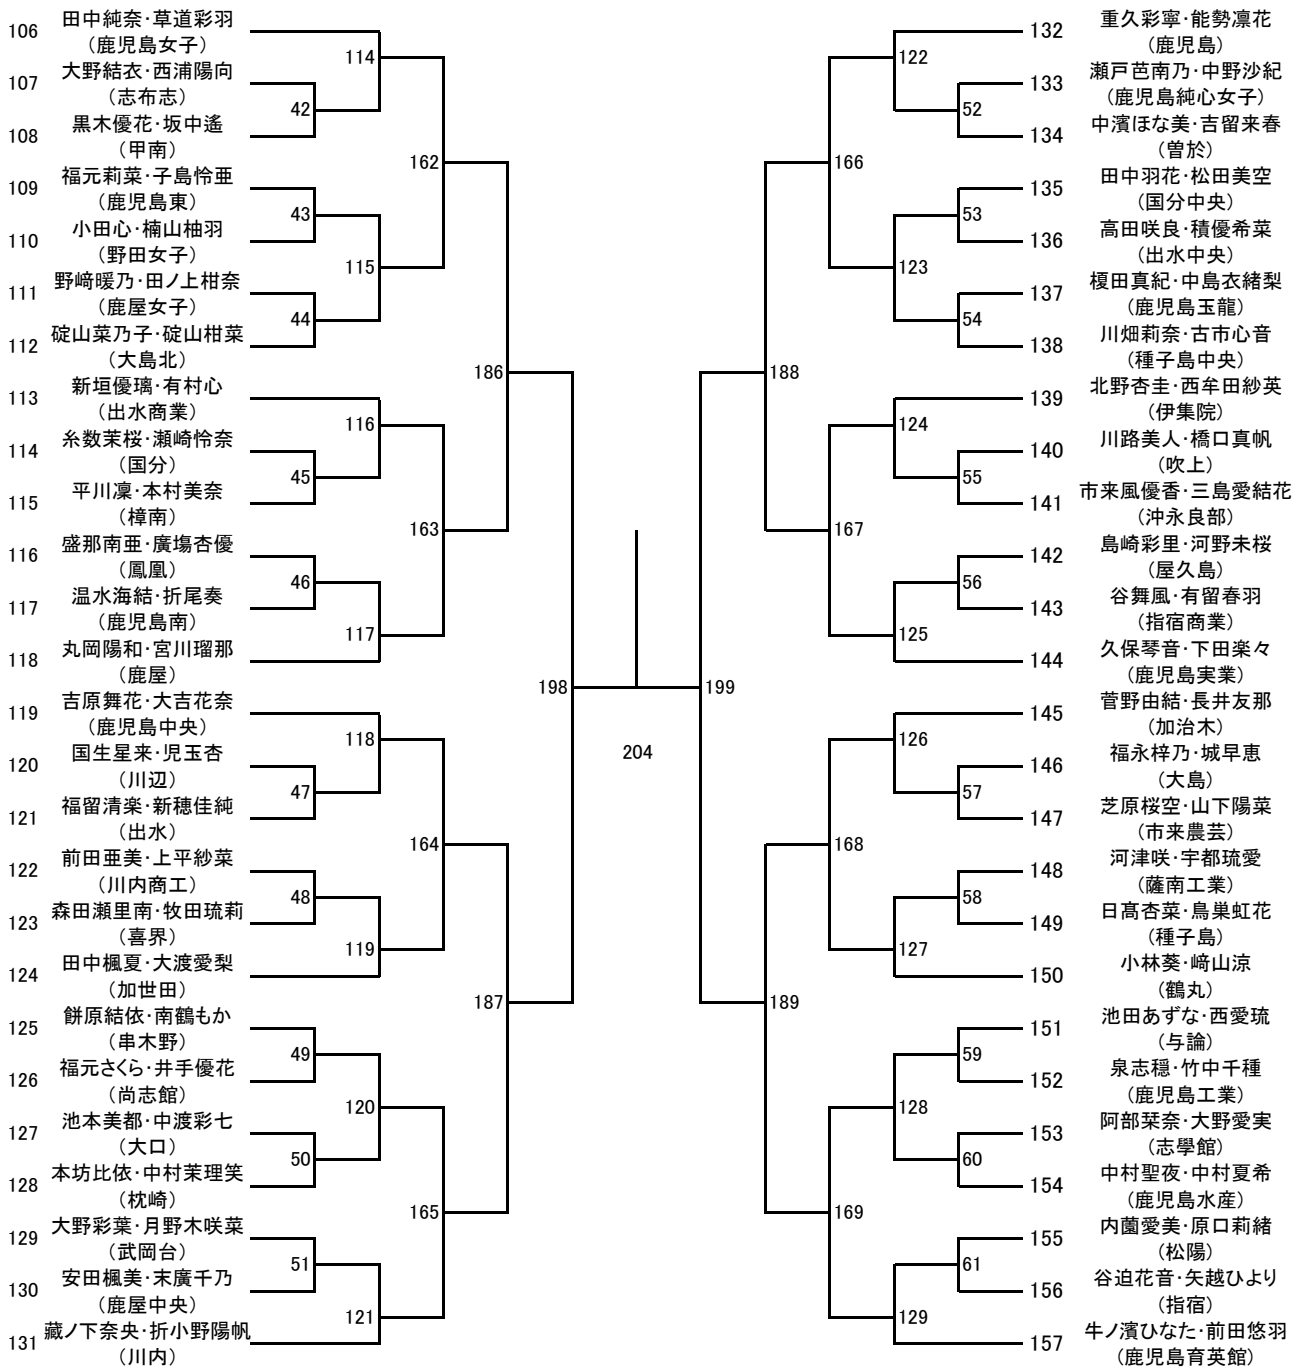 106 田中純奈・草道彩羽
(鹿児島女子)
107 大野結衣・西浦陽向
(志布志)
108 黒木優花・坂中遙
(甲南)
109 福元莉菜・子島怜亜
(鹿児島東)
110 小田心・楠山柚羽
(野田女子)
111 野﨑暖乃・田ノ上柑奈
(鹿屋女子)
112 碇山菜乃子・碇山柑菜
(大島北)
113 新垣優璃・有村心
(出水商業)
114 糸数茉桜・瀬崎怜奈
(国分)
115 平川凜・本村美奈
(樟南)
116 盛那南亜・廣塲杏優
(鳳凰)
117 温水海結・折尾奏
(鹿児島南)
118 丸岡陽和・宮川瑠那
(鹿屋)
119 吉原舞花・大吉花奈
(鹿児島中央)
120 国生星来・児玉杏
(川辺)
121 福留清楽・新穂佳純
(出水)
122 前田亜美・上平紗菜
(川内商工)
123 森田瀬里南・牧田琉莉
(喜界)
124 田中楓夏・大渡愛梨
(加世田)
125 餅原結依・南鶴もか
(串木野)
126 福元さくら・井手優花
(尚志館)
127 池本美都・中渡彩七
(大口)
128 本坊比依・中村茉理笑
(枕崎)
129 大野彩葉・月野木咲菜
(武岡台)
130 安田楓美・末廣千乃
(鹿屋中央)
131 藏ノ下奈央・折小野陽帆
(川内)
42
43
44
45
46
47
48
49
50
51
114
115
116
117
118
119
120
121
162
163
164
165
186
187
198
204
199
188
189
166
167
168
169
122
123
124
125
126
127
128
129
52
53
54
55
56
57
58
59
60
61
132 重久彩寧・能勢凛花
(鹿児島)
133 瀬戸芭南乃・中野沙紀
(鹿児島純心女子)
134 中濱ほな美・吉留来春
(曽於)
135 田中羽花・松田美空
(国分中央)
136 高田咲良・積優希菜
(出水中央)
137 榎田真紀・中島衣緒梨
(鹿児島玉龍)
138 川畑莉奈・古市心音
(種子島中央)
139 北野杏圭・西牟田紗英
(伊集院)
140 川路美人・橋口真帆
(吹上)
141 市来風優香・三島愛結花
(沖永良部)
142 島崎彩里・河野未桜
(屋久島)
143 谷舞風・有留春羽
(指宿商業)
144 久保琴音・下田楽々
(鹿児島実業)
145 菅野由結・長井友那
(加治木)
146 福永梓乃・城早恵
(大島)
147 芝原桜空・山下陽菜
(市来農芸)
148 河津咲・宇都琉愛
(薩南工業)
149 日髙杏菜・鳥巣虹花
(種子島)
150 小林葵・﨑山涼
(鶴丸)
151 池田あずな・西愛琉
(与論)
152 泉志穏・竹中千種
(鹿児島工業)
153 阿部栞奈・大野愛実
(志學館)
154 中村聖夜・中村夏希
(鹿児島水産)
155 内薗愛美・原口莉緒
(松陽)
156 谷迫花音・矢越ひより
(指宿)
157 牛ノ濱ひなた・前田悠羽
(鹿児島育英館)